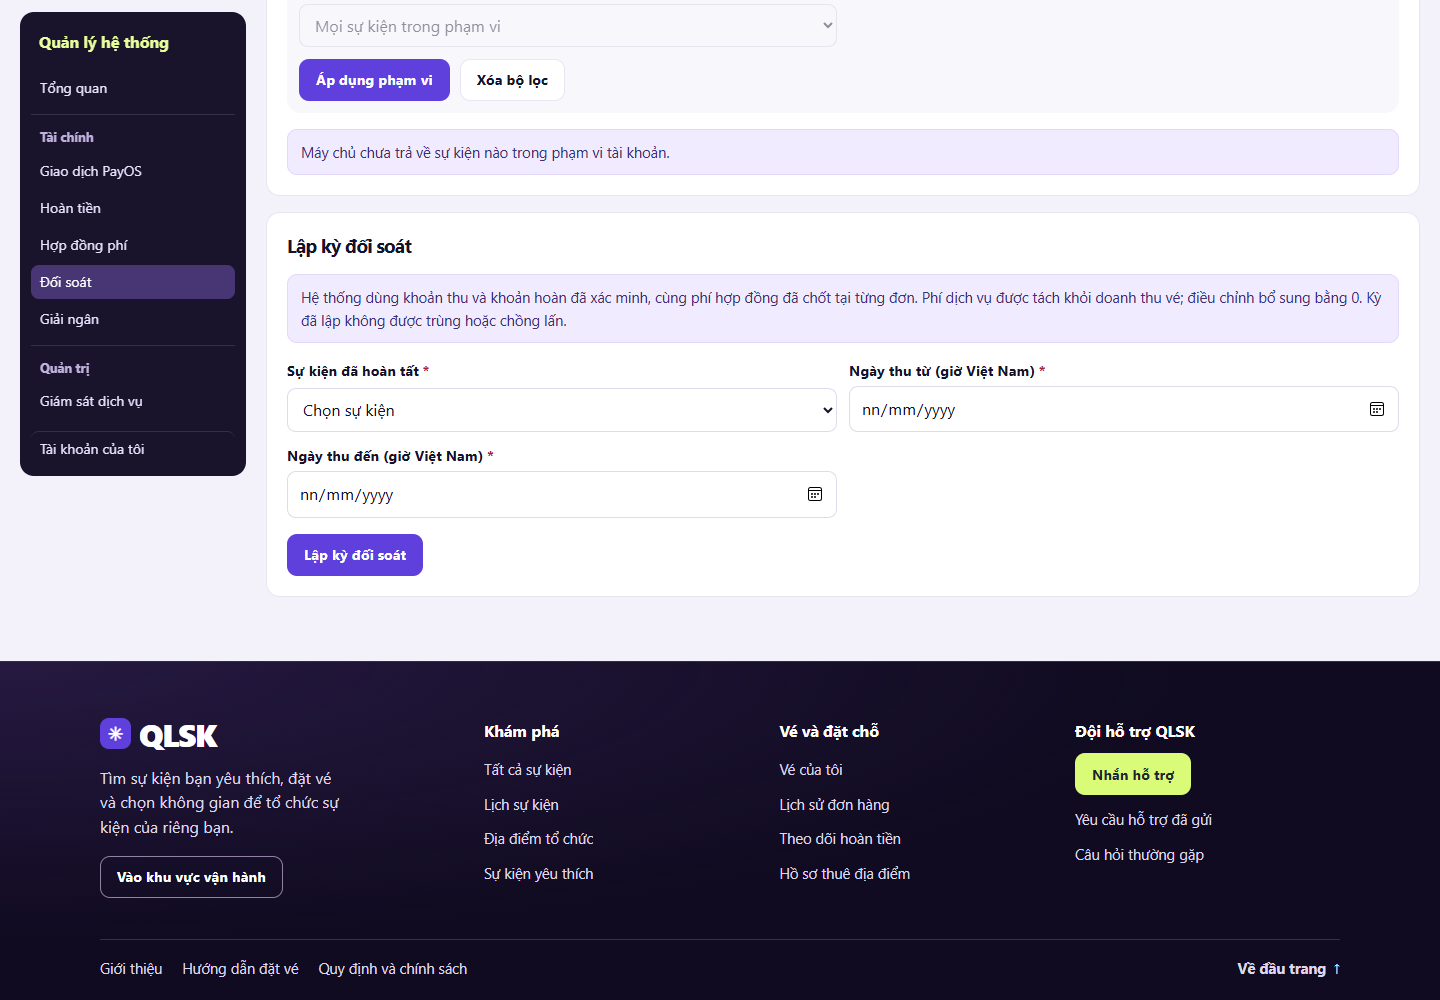 Quản lý hệ thống
Tổng quan
Tài chính
Giao dịch PayOS
Hoàn tiền
Hợp đồng phí
Đối soát
Giải ngân
Quản trị
Giám sát dịch vụ
Tài khoản của tôi
Mọi sự kiện trong phạm vi
Áp dụng phạm vi
Xóa bộ lọc
Máy chủ chưa trả về sự kiện nào trong phạm vi tài khoản.
Lập kỳ đối soát
Hệ thống dùng khoản thu và khoản hoàn đã xác minh, cùng phí hợp đồng đã chốt tại từng đơn. Phí dịch vụ được tách khỏi doanh thu vé; điều chỉnh bổ sung bằng 0. Kỳ
đã lập không được trùng hoặc chồng lấn.
Sự kiện đã hoàn tất *
Chọn sự kiện
Ngày thu từ (giờ Việt Nam) *
nn/mm/yyyy
Ngày thu đến (giờ Việt Nam) *
nn/mm/yyyy
Lập kỳ đối soát
QLSK
Tìm sự kiện bạn yêu thích, đặt vé
và chọn không gian để tổ chức sự
kiện của riêng bạn.
Vào khu vực vận hành
Khám phá
Tất cả sự kiện
Lịch sự kiện
Địa điểm tổ chức
Sự kiện yêu thích
Vé và đặt chỗ
Vé của tôi
Lịch sử đơn hàng
Theo dõi hoàn tiền
Hồ sơ thuê địa điểm
Đội hỗ trợ QLSK
Nhắn hỗ trợ
Yêu cầu hỗ trợ đã gửi
Câu hỏi thường gặp
Giới thiệu
Hướng dẫn đặt vé
Quy định và chính sách
Về đầu trang ↑